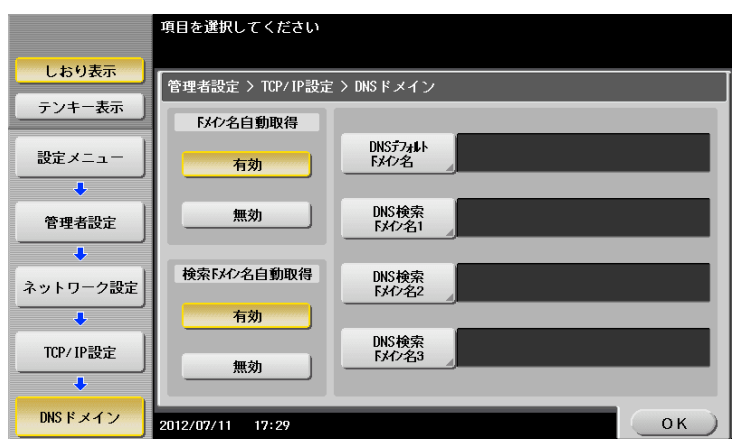 項目を選択してください
しおり表示
テンキー表示
設定メニュー
管理者設定
ネットワーク設定
TCP/IP設定
DNSドメイン
管理者設定 > TCP/IP設定 > DNSドメイン
ドメイン名自動取得
有効
無効
検索ドメイン名自動取得
有効
無効
DNSデフォルト
ドメイン名
DNS検索
ドメイン名1
DNS検索
ドメイン名2
DNS検索
ドメイン名3
2012/07/11 17:29
OK